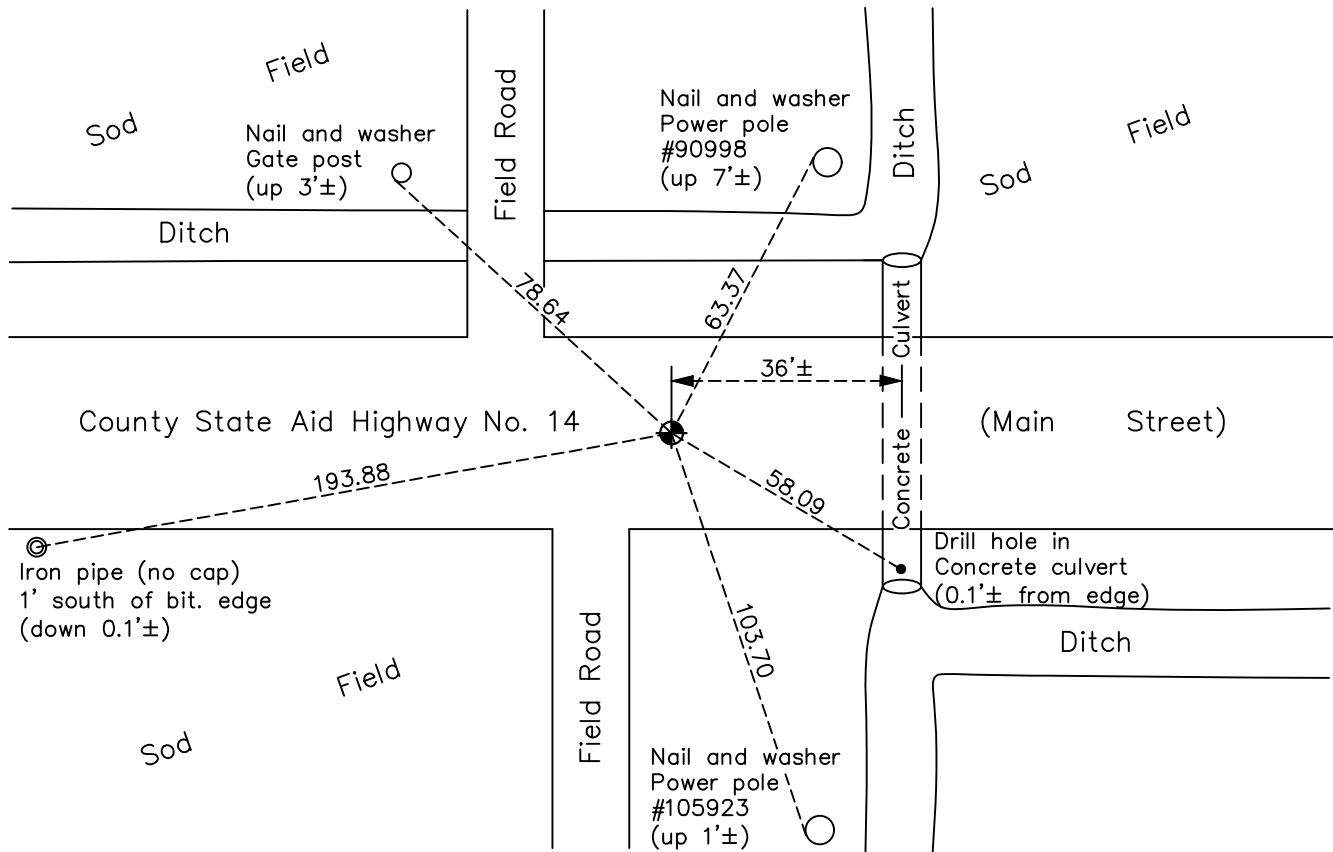 Field
Sod
Nail and washer
Gate post
(up 3'±)
Field Road
Nail and washer
Power pole
#90998
(up 7'±)
Ditch
Field
Sod
Ditch
78.64
63.37
Concrete Culvert
36'±
County State Aid Highway No. 14
(Main Street)
193.88
58.09
Iron pipe (no cap)
1' south of bit. edge
(down 0.1'±)
Drill hole in
Concrete culvert
(0.1'± from edge)
103.70
Ditch
Field
Sod
Field Road
Nail and washer
Power pole
#105923
(up 1'±)